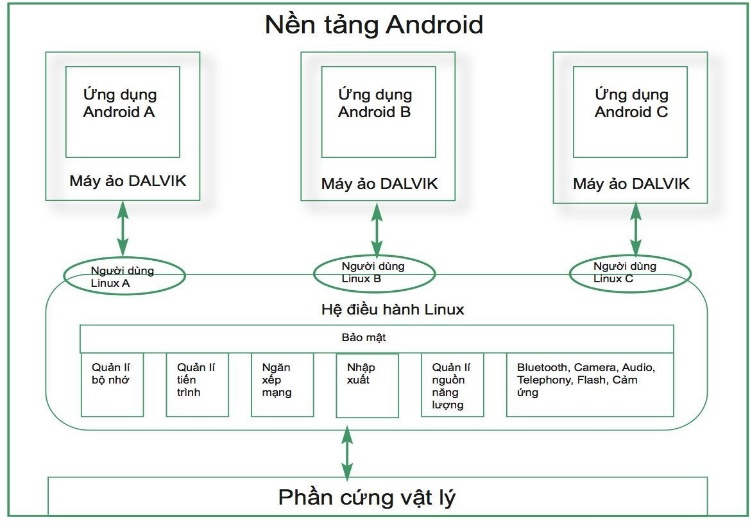 Nền tảng Android
Ứng dụng
Android A
Máy ảo DALVIK
Ứng dụng
Android B
Máy ảo DALVIK
Ứng dụng
Android C
Máy ảo DALVIK
Người dùng
Linux A
Người dùng
Linux B
Người dùng
Linux C
Hệ điều hành Linux
Bảo mật
Quản lí
bộ nhớ
Quản lí
tiến
trình
Ngăn
xếp
mạng
Nhập
xuất
Quản lí
nguồn
năng
lượng
Bluetooth, Camera, Audio,
Telephony, Flash, Cảm
ứng
Phần cứng vật lý